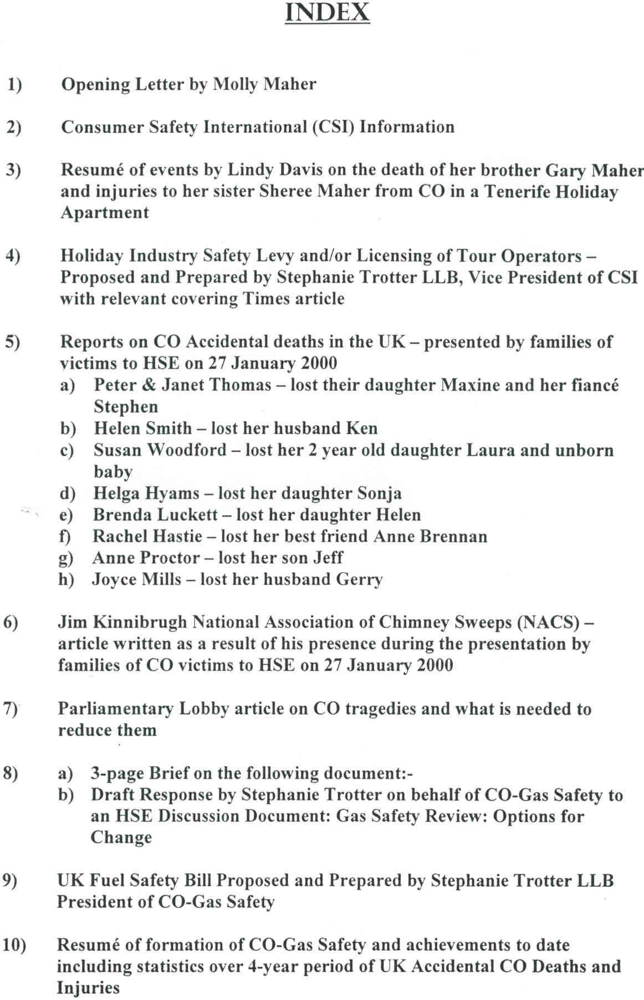 INDEX
1) Opening Letter by Molly Maher
2) Consumer Safety International (CSI) Information
3) Resumé of events by Lindy Davis on the death of her brother Gary Maher
and injuries to her sister Sheree Maher from CO in a Tenerife Holiday
Apartment
4) Holiday Industry Safety Levy and/or Licensing of Tour Operators –
Proposed and Prepared by Stephanie Trotter LLB, Vice President of CSI
with relevant covering Times article
5) Reports on CO Accidental deaths in the UK – presented by families of
victims to HSE on 27 January 2000
a) Peter & Janet Thomas – lost their daughter Maxine and her fiancé
Stephen
b) Helen Smith – lost her husband Ken
c) Susan Woodford – lost her 2 year old daughter Laura and unborn
baby
d) Helga Hyams – lost her daughter Sonja
e) Brenda Luckett – lost her daughter Helen
f) Rachel Hastie – lost her best friend Anne Brennan
g) Anne Proctor – lost her son Jeff
h) Joyce Mills – lost her husband Gerry
6) Jim Kinnibrugh National Association of Chimney Sweeps (NACS) –
article written as a result of his presence during the presentation by
families of CO victims to HSE on 27 January 2000
7) Parliamentary Lobby article on CO tragedies and what is needed to
reduce them
8) a) 3-page Brief on the following document:-
b) Draft Response by Stephanie Trotter on behalf of CO-Gas Safety to
an HSE Discussion Document: Gas Safety Review: Options for
Change
9) UK Fuel Safety Bill Proposed and Prepared by Stephanie Trotter LLB
President of CO-Gas Safety
10) Resumé of formation of CO-Gas Safety and achievements to date
including statistics over 4-year period of UK Accidental CO Deaths and
Injuries